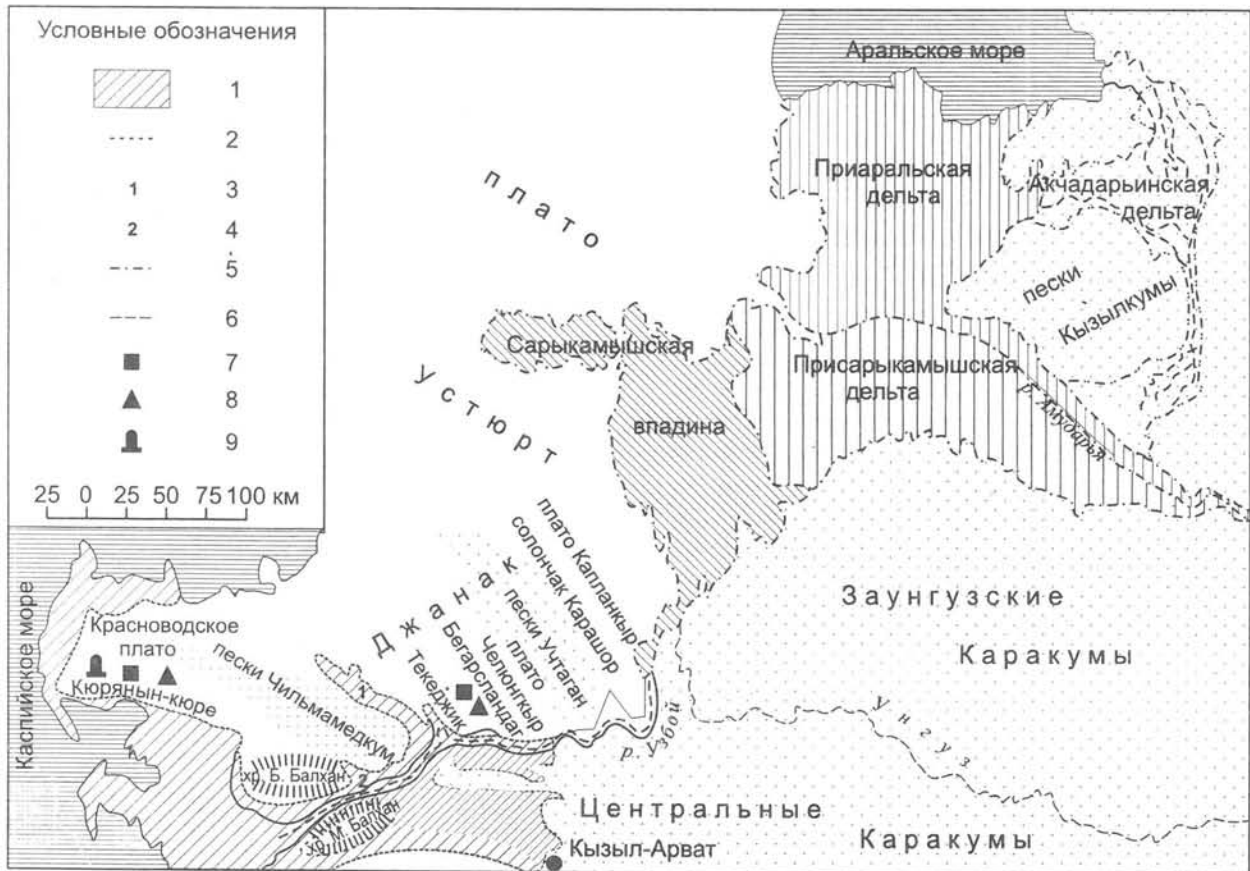 Условные обозначения
1
2
1 3
2 4
5
6
7
8
9
25 0 25 50 75 100 км
Аральское море
Приаральская
дельта
Акчадарьинская
дельта
пески
Кызылкумы
плато
Устюрт
Сарыкамышская
впадина
Присарыкамышская
дельта
р. Амударья
Каспийское море
Красноводское
плато
Кюрянын-кюре
пески Чильмамедкум
Джанак
Текеджик
Бегарсландаг
плато
Челюнгкыр
пески Учтаган
солончак Карашор
плато Капланкыр
1
2
хр. Б. Балхан
хр. М. Балхан
р. Узбой
Заунгузские
Каракумы
Унгуз
Центральные
Каракумы
Кызыл-Арват